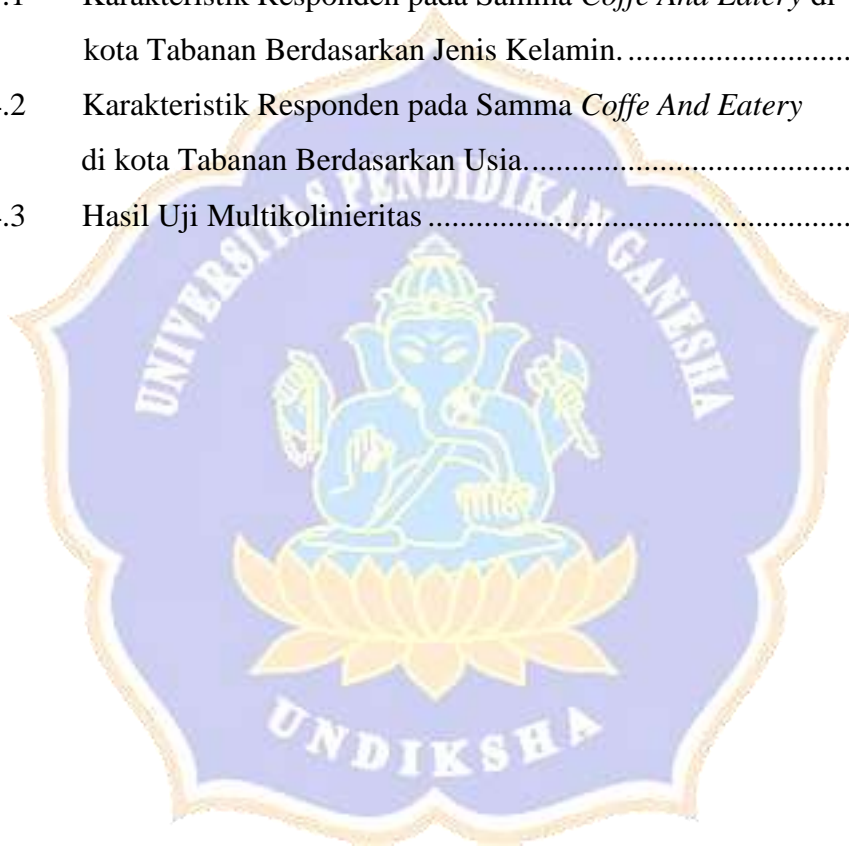 .1 Karakteristik Responden pada Samma Coffe And Eatery di
kota Tabanan Berdasarkan Jenis Kelamin. ..............................
.2 Karakteristik Responden pada Samma Coffe And Eatery
di kota Tabanan Berdasarkan Usia...........................................
.3 Hasil Uji Multikolinieritas ......................................................
UNIVERSITAS PENDIDIKAN GANESHA
UNDIKSHA